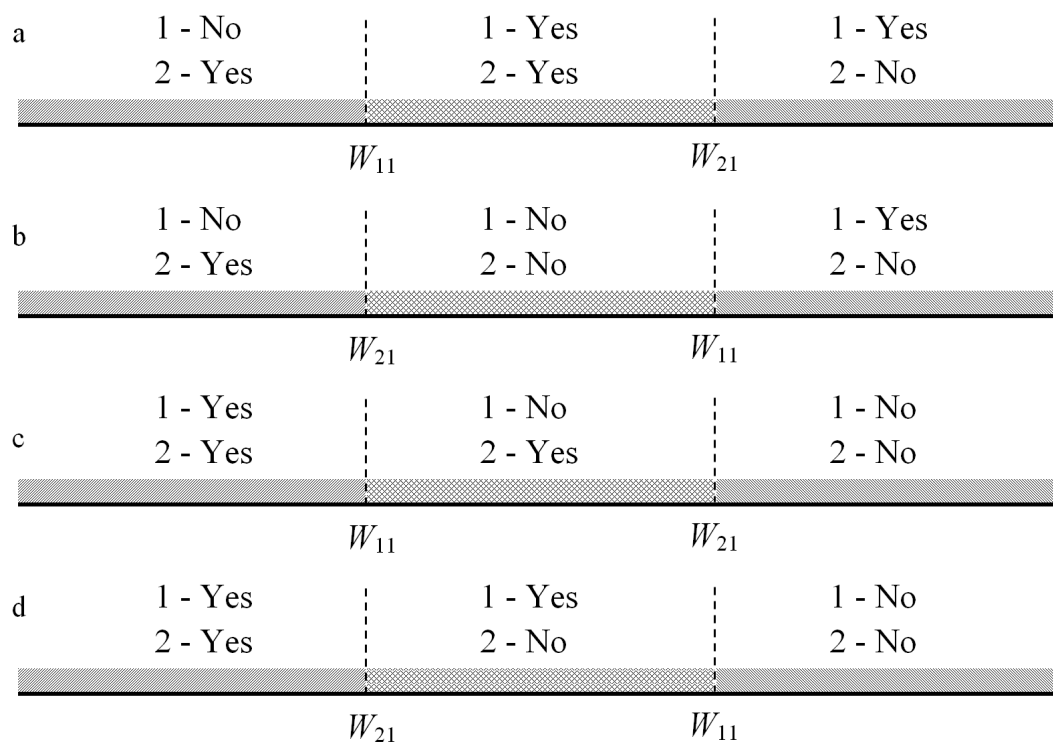 a
1 - No 1 - Yes 1 - Yes
2 - Yes 2 - Yes 2 - No
W11 W21
b
1 - No 1 - No 1 - Yes
2 - Yes 2 - No 2 - No
W21 W11
c
1 - Yes 1 - No 1 - No
2 - Yes 2 - Yes 2 - No
W11 W21
d
1 - Yes 1 - Yes 1 - No
2 - Yes 2 - No 2 - No
W21 W11